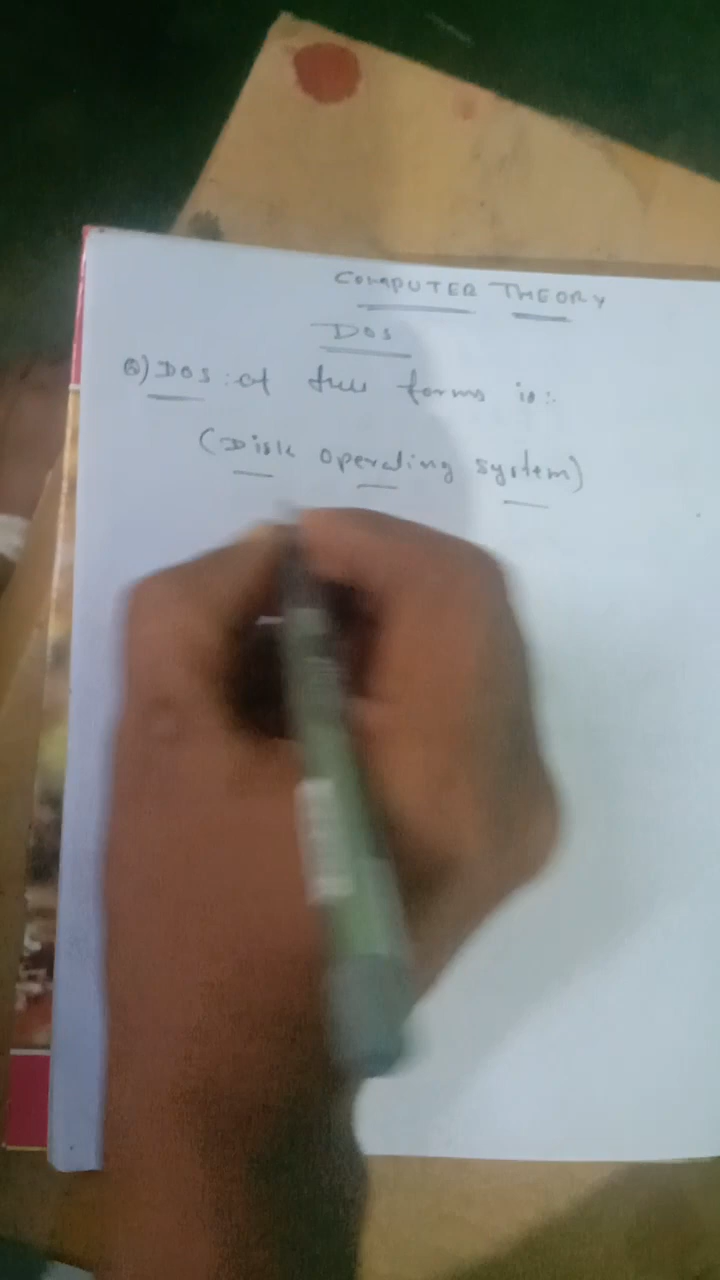 COMPUTER THEORY
DOS
Q) DOS: of full forms is:-
(Disk operating system)